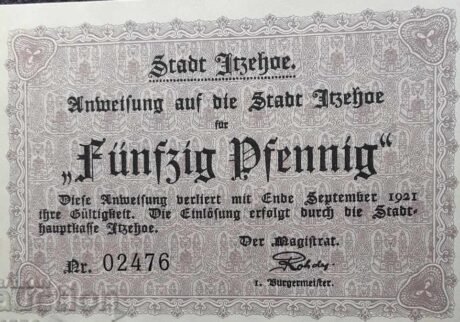 Stadt Itzehoe.
Anweisung auf die Stadt Itzehoe
für
„Fünfzig Pfennig“
Diese Anweisung verliert mit Ende September 1921
ihre Gültigkeit. Die Einlösung erfolgt durch die Stadt-
hauptkasse Itzehoe.
Der Magistrat.
Nr. 02476
1. Bürgermeister.